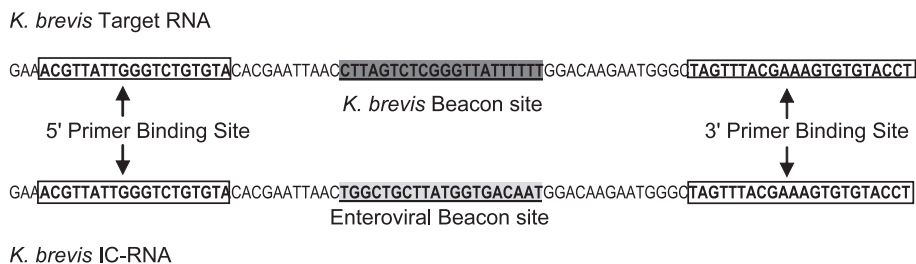 K. brevis Target RNA
GAAACGTTATTGGGTCTGTGTACACGAATTAACCTTAGTCTCGGGTTATTTTTTGGACAAGAATGGGCTAGTTTACGAAAGTGTGTACCT
K. brevis Beacon site
5' Primer Binding Site 3' Primer Binding Site
GAAACGTTATTGGGTCTGTGTACACGAATTAACTGGCTGCTTATGGTGACAATGGACAAGAATGGGCTAGTTTACGAAAGTGTGTACCT
Enteroviral Beacon site
K. brevis IC-RNA